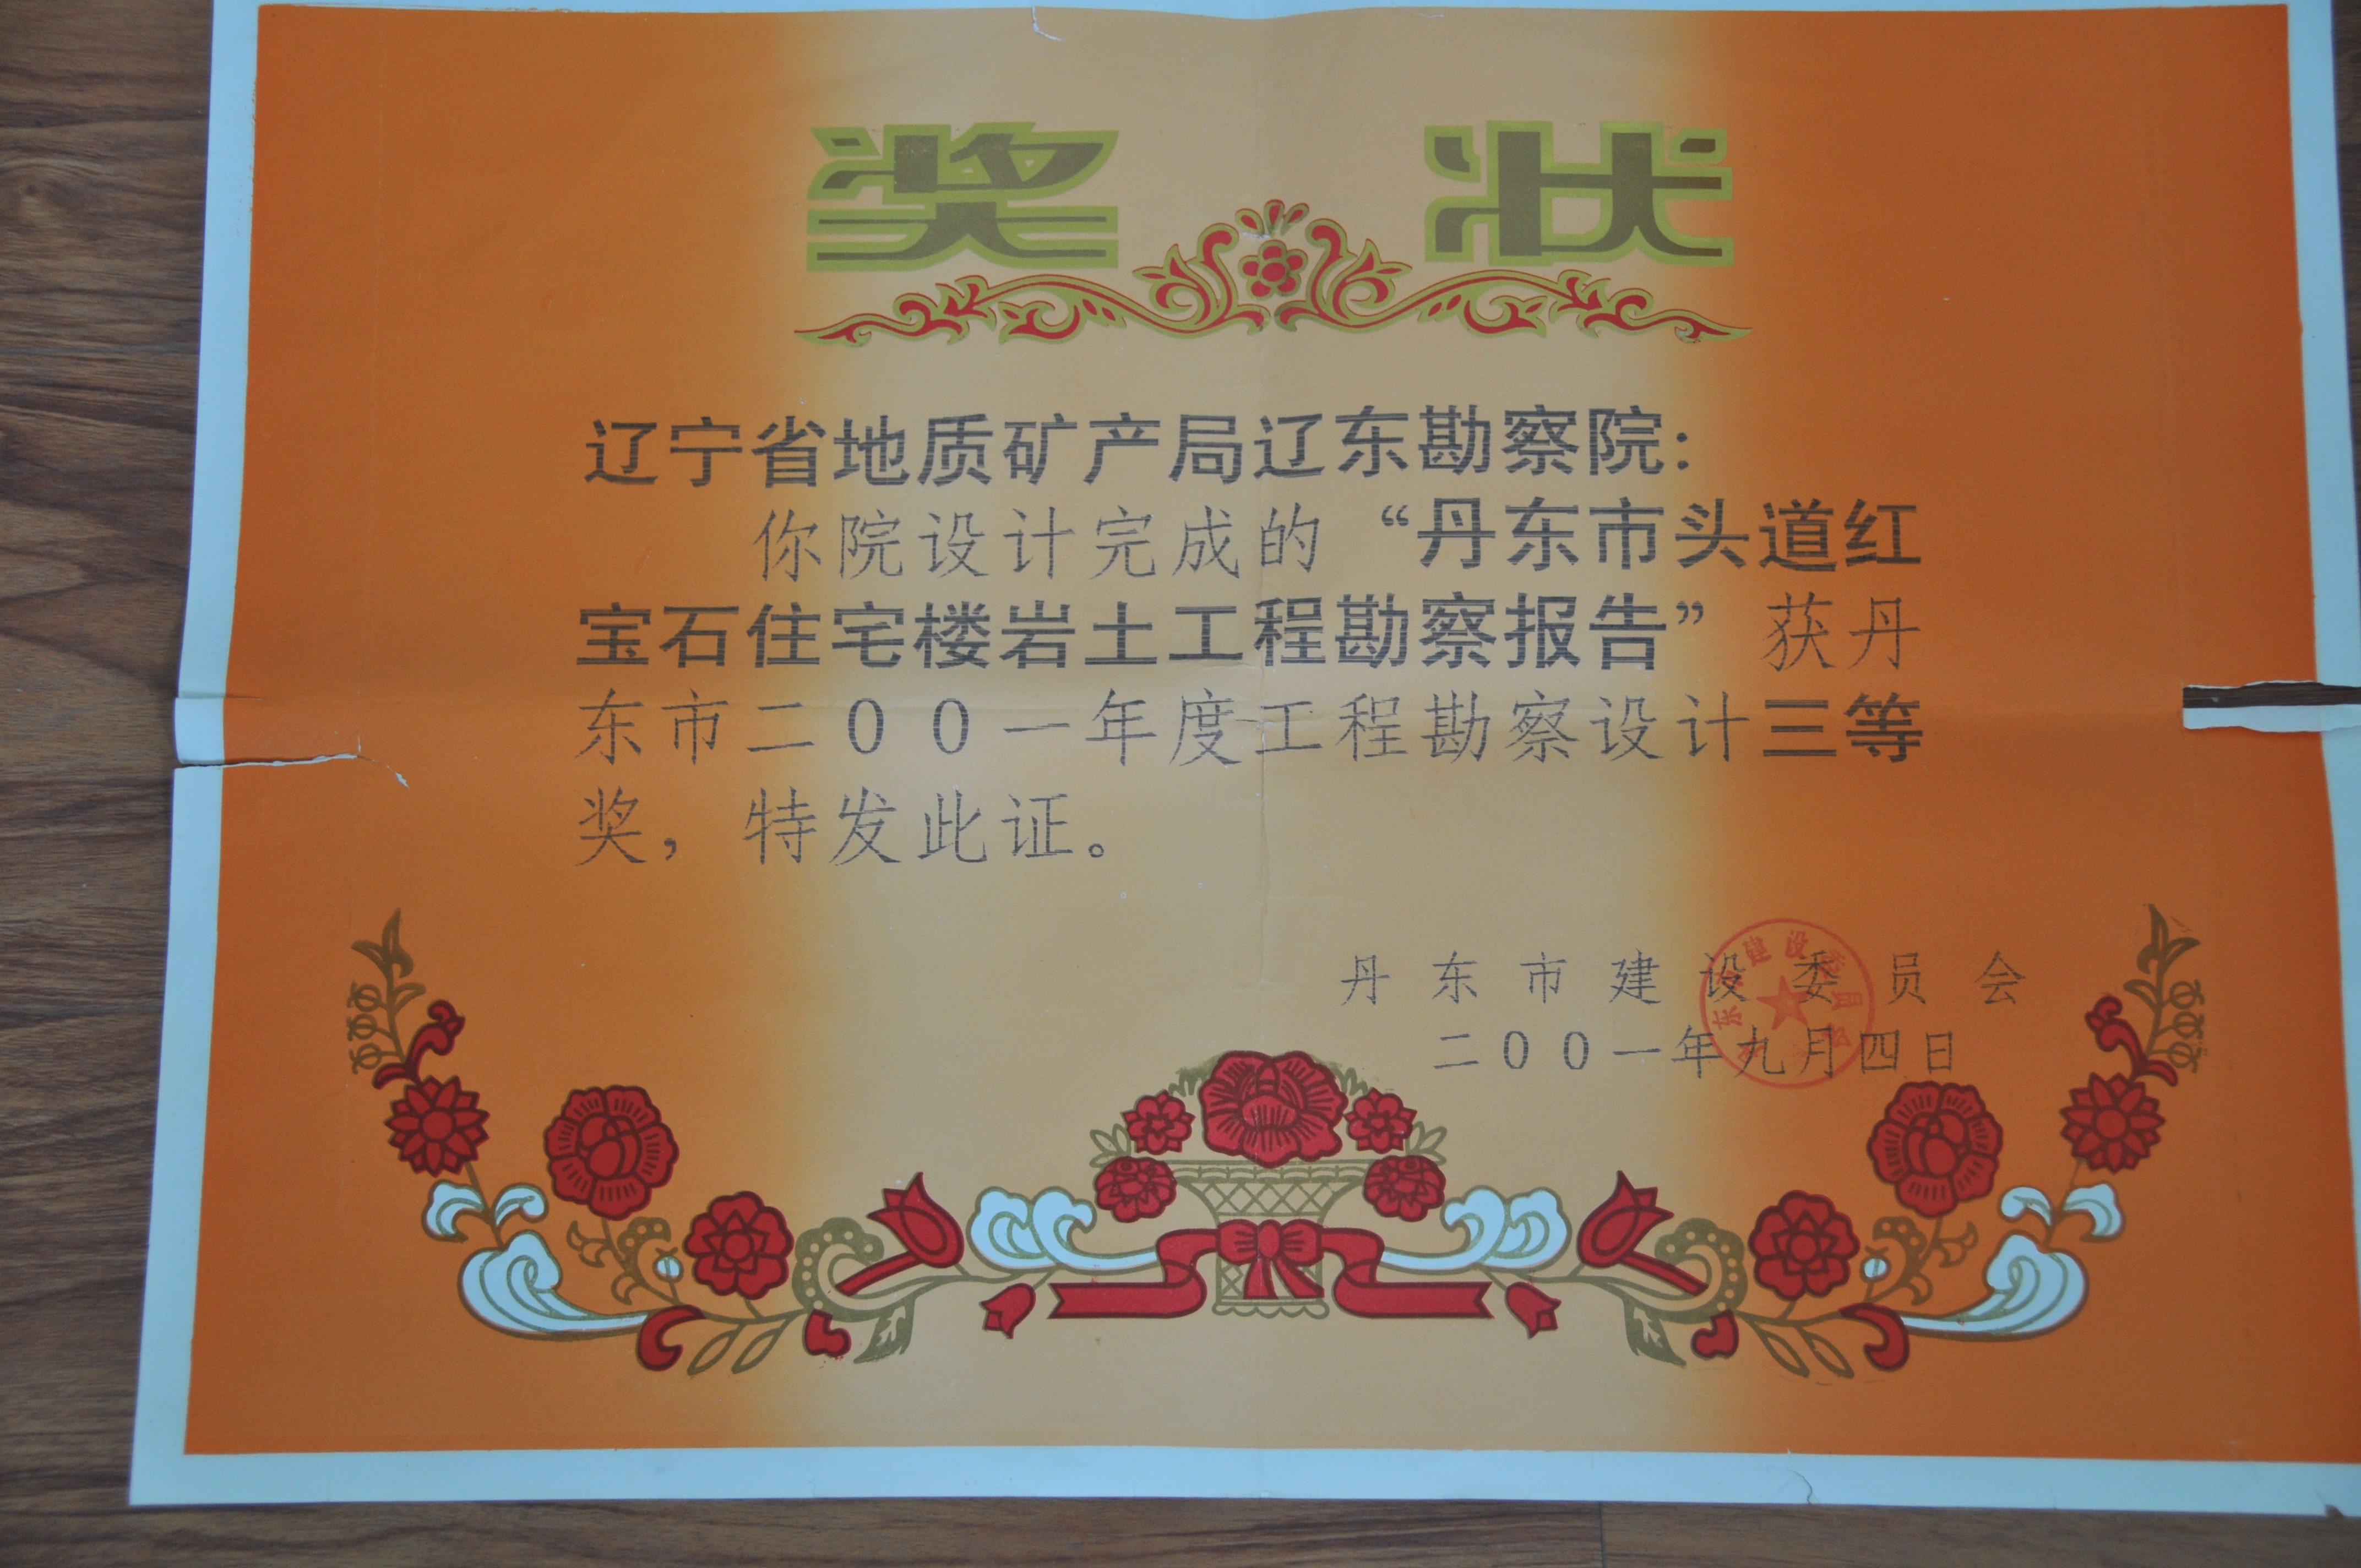 奖状
辽宁省地质矿产局辽东勘察院：
你院设计完成的“丹东市头道红
宝石住宅楼岩土工程勘察报告”获丹
东市二00一年度工程勘察设计三等
奖，特发此证。
丹东市建设委员会
二00一年九月四日